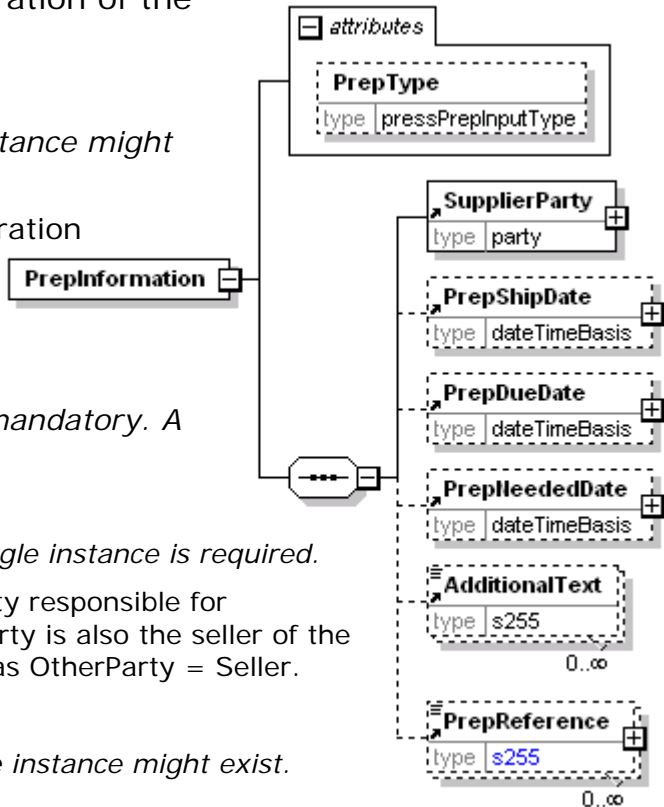 ration of the
tance might
ration
mandatory. A
gle instance is required.
ty responsible for
arty is also the seller of the
as OtherParty = Seller.
e instance might exist.
attributes
PrepType
type pressPrepInputType
PrepInformation
SupplierParty
type party
PrepShipDate
type dateTimeBasis
PrepDueDate
type dateTimeBasis
PrepNeededDate
type dateTimeBasis
AdditionalText
type s255
0..∞
PrepReference
type s255
0..∞